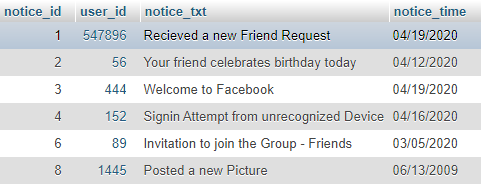 notice_id user_id notice_txt notice_time
1 547896 Recieved a new Friend Request 04/19/2020
2 56 Your friend celebrates birthday today 04/12/2020
3 444 Welcome to Facebook 04/19/2020
4 152 Signin Attempt from unrecognized Device 04/16/2020
6 89 Invitation to join the Group - Friends 03/05/2020
8 1445 Posted a new Picture 06/13/2009